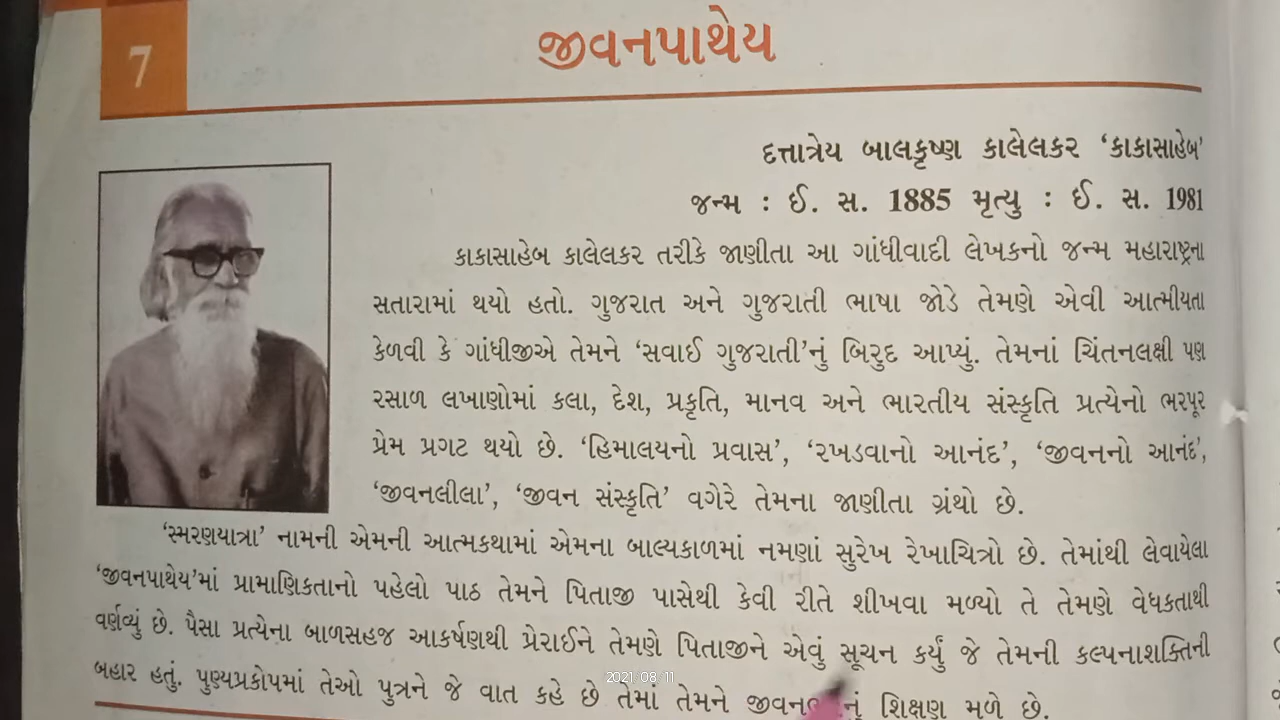 7
જીવનપાથેય
દત્તાત્રેય બાલકૃષ્ણ કાલેલકર ‘કાકાસાહેબ’
જન્મ : ઈ. સ. 1885 મૃત્યુ : ઈ. સ. 1981
કાકાસાહેબ કાલેલકર તરીકે જાણીતા આ ગાંધીવાદી લેખકનો જન્મ મહારાષ્ટ્રના
સતારામાં થયો હતો. ગુજરાત અને ગુજરાતી ભાષા જોડે તેમણે એવી આત્મીયતા
કેળવી કે ગાંધીજીએ તેમને ‘સવાઈ ગુજરાતી’નું બિરુદ આપ્યું. તેમનાં ચિંતનલક્ષી પણ
રસાળ લખાણોમાં કલા, દેશ, પ્રકૃતિ, માનવ અને ભારતીય સંસ્કૃતિ પ્રત્યેનો ભરપૂર
પ્રેમ પ્રગટ થયો છે. ‘હિમાલયનો પ્રવાસ’, ‘રખડવાનો આનંદ’, ‘જીવનનો આનંદ’,
‘જીવનલીલા’, ‘જીવન સંસ્કૃતિ’ વગેરે તેમના જાણીતા ગ્રંથો છે.
‘સ્મરણયાત્રા’ નામની એમની આત્મકથામાં એમના બાલ્યકાળમાં નમણાં સુરેખ રેખાચિત્રો છે. તેમાંથી લેવાયેલા
‘જીવનપાથેય’માં પ્રામાણિકતાનો પહેલો પાઠ તેમને પિતાજી પાસેથી કેવી રીતે શીખવા મળ્યો તે તેમણે વેધકતાથી
વર્ણવ્યું છે. પૈસા પ્રત્યેના બાળસહજ આકર્ષણથી પ્રેરાઈને તેમણે પિતાજીને એવું સૂચન કર્યું જે તેમની કલ્પનાશક્તિની
બહાર હતું. પુણ્યપ્રકોપમાં તેઓ પુત્રને જે વાત કહે છે તેમાં તેમને શિક્ષણ મળે છે.
2021/08/11